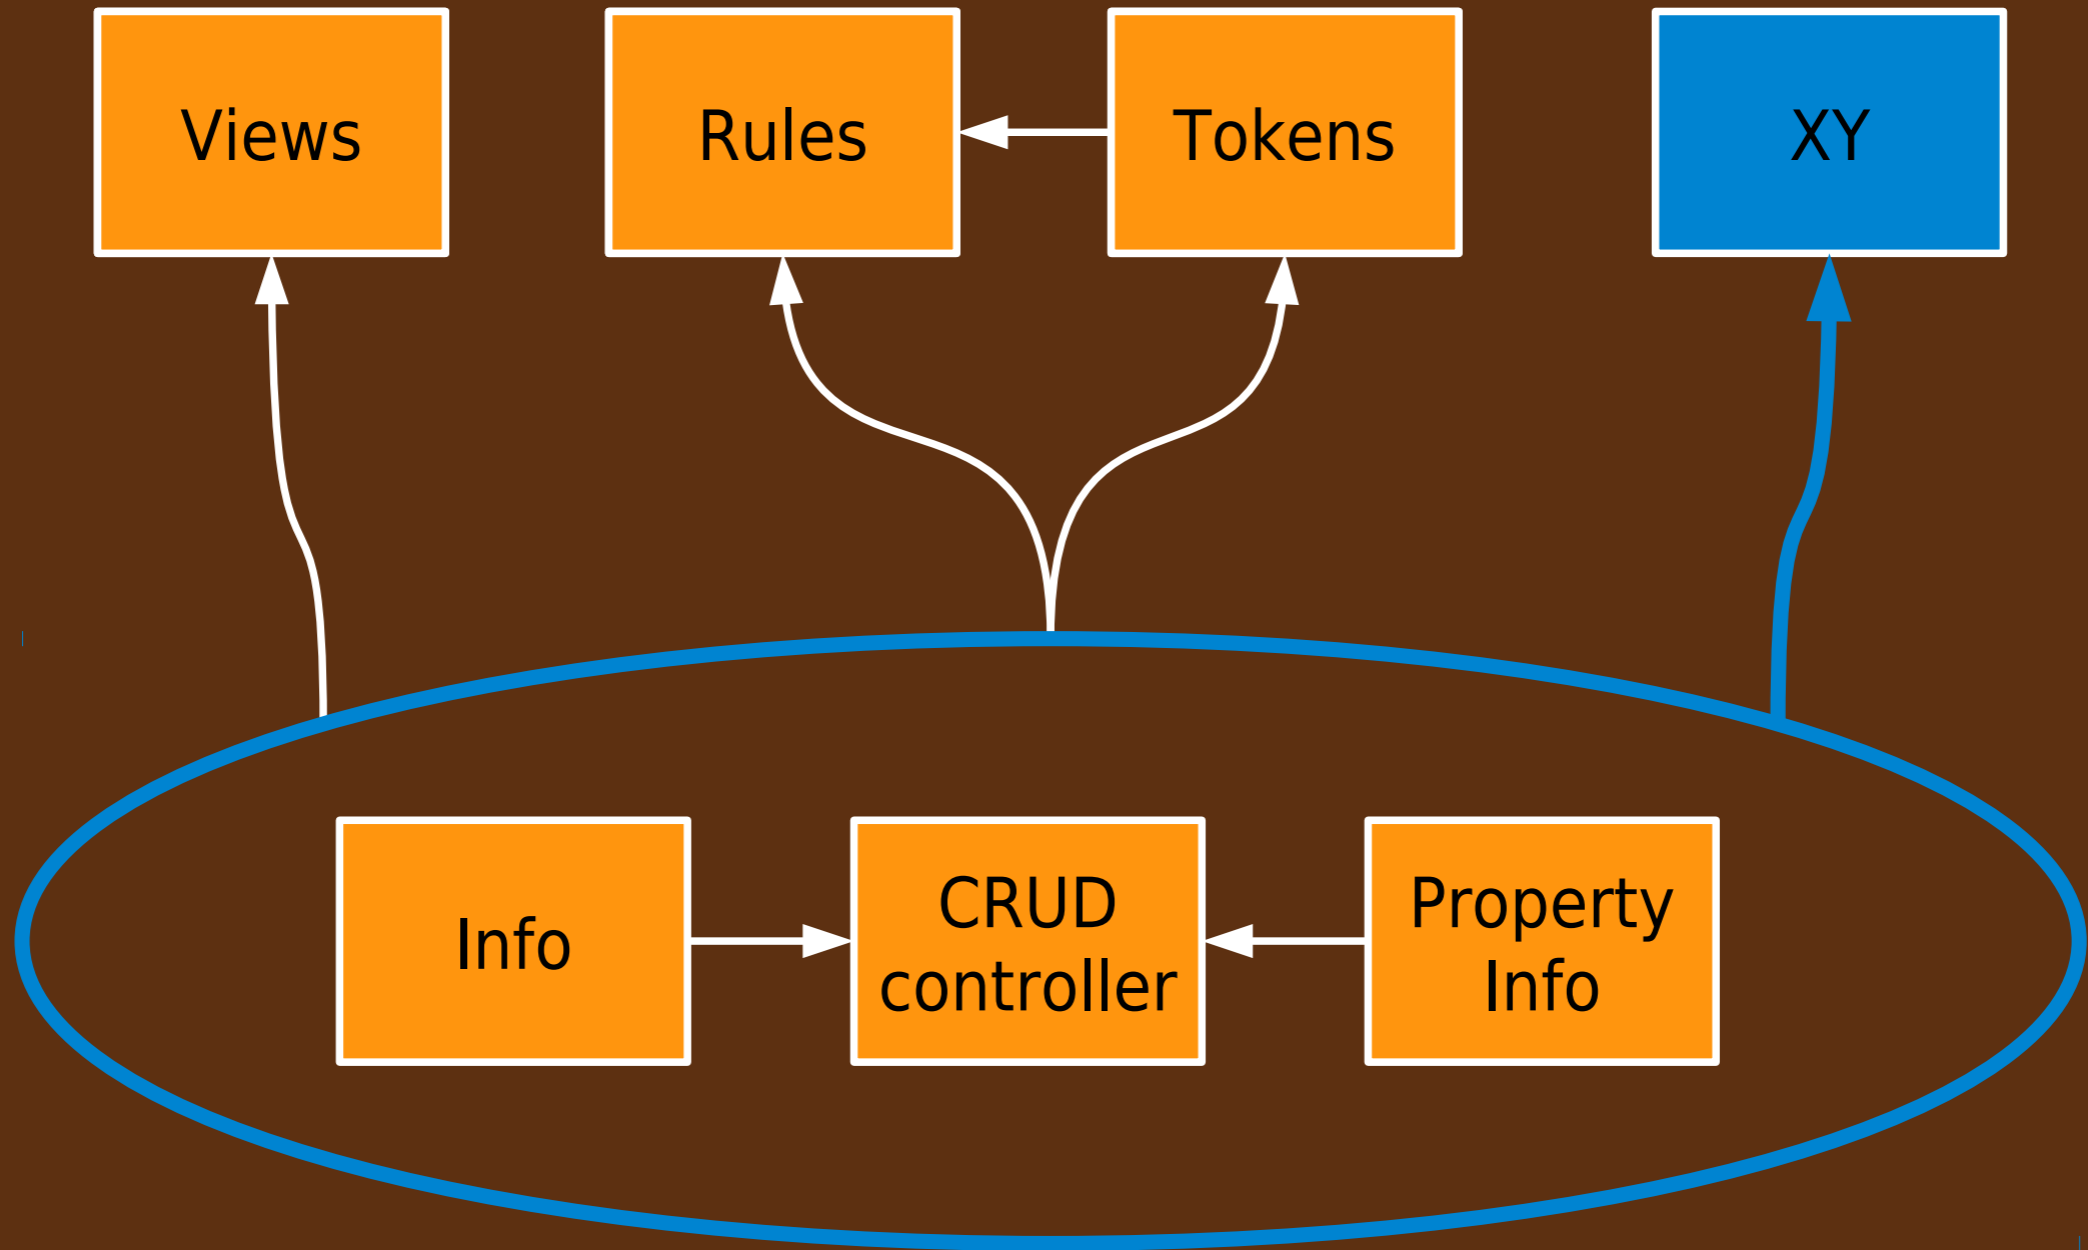 Views
Rules
Tokens
XY
Info
CRUD
controller
Property
Info